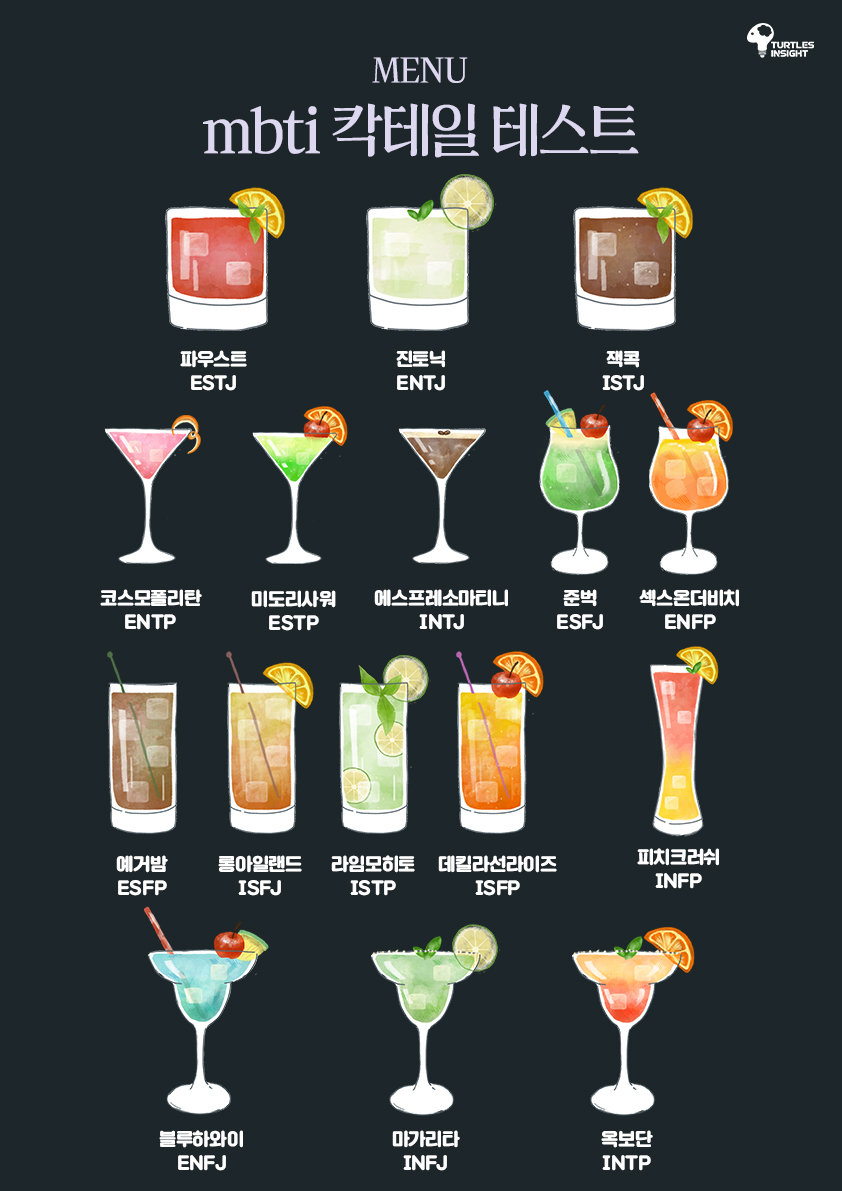 TURTLES
INSIGHT
MENU
mbti 칵테일 테스트
파우스트
ESTJ
진토닉
ENTJ
잭콕
ISTJ
코스모폴리탄
ENTP
미도리사워
ESTP
에스프레소마티니
INTJ
준벅
ESFJ
섹스온더비치
ENFP
예거밤
ESFP
롱아일랜드
ISFJ
라임모히토
ISTP
데킬라선라이즈
ISFP
피치크러쉬
INFP
블루하와이
ENFJ
마가리타
INFJ
옥보단
INTP